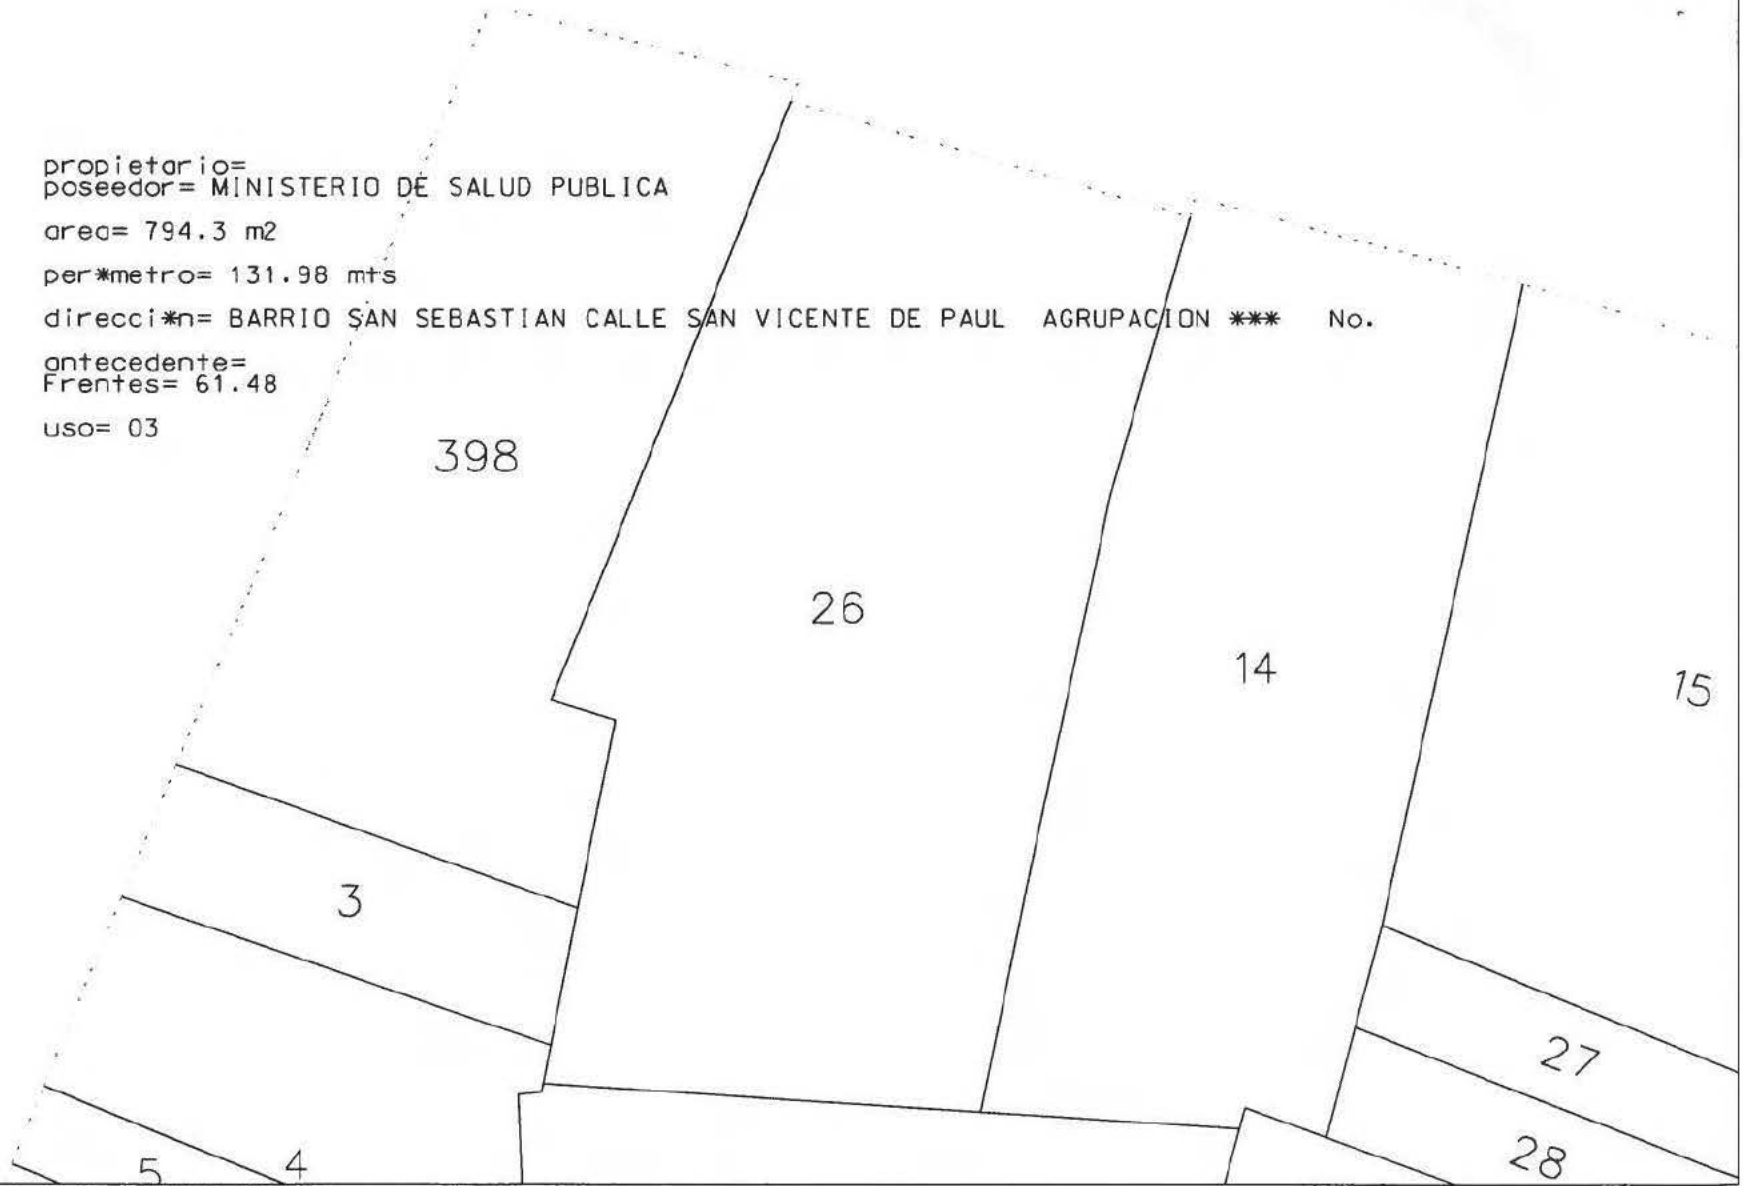 propietario=
poseedor= MINISTERIO DE SALUD PUBLICA
area= 794.3 m2
per*metro= 131.98 mts
direcci*n= BARRIO SAN SEBASTIAN CALLE SAN VICENTE DE PAUL AGRUPACION *** No.
antecedente=
Frentes= 61.48
uso= 03
398
26
14
15
3
27
28
5
4